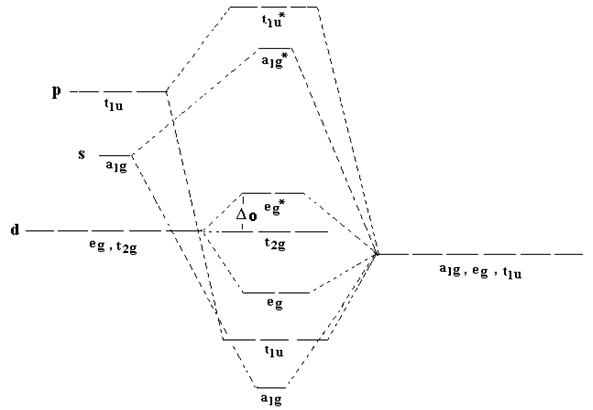 t1u*
a1g*
p
t1u
s
a1g
eg*
Δo
d
eg, t2g
t2g
a1g, eg, t1u
eg
t1u
a1g